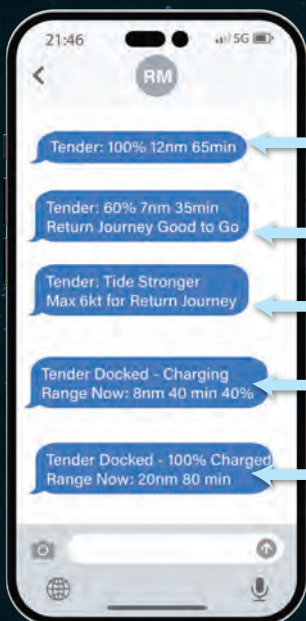 21:46
5G
RM
Tender: 100% 12nm 65min
Tender: 60% 7nm 35min
Return Journey Good to Go
Tender: Tide Stronger
Max 6kt for Return Journey
Tender Docked - Charging
Range Now: 8nm 40 min 40%
Tender Docked - 100% Charged
Range Now: 20nm 80 min